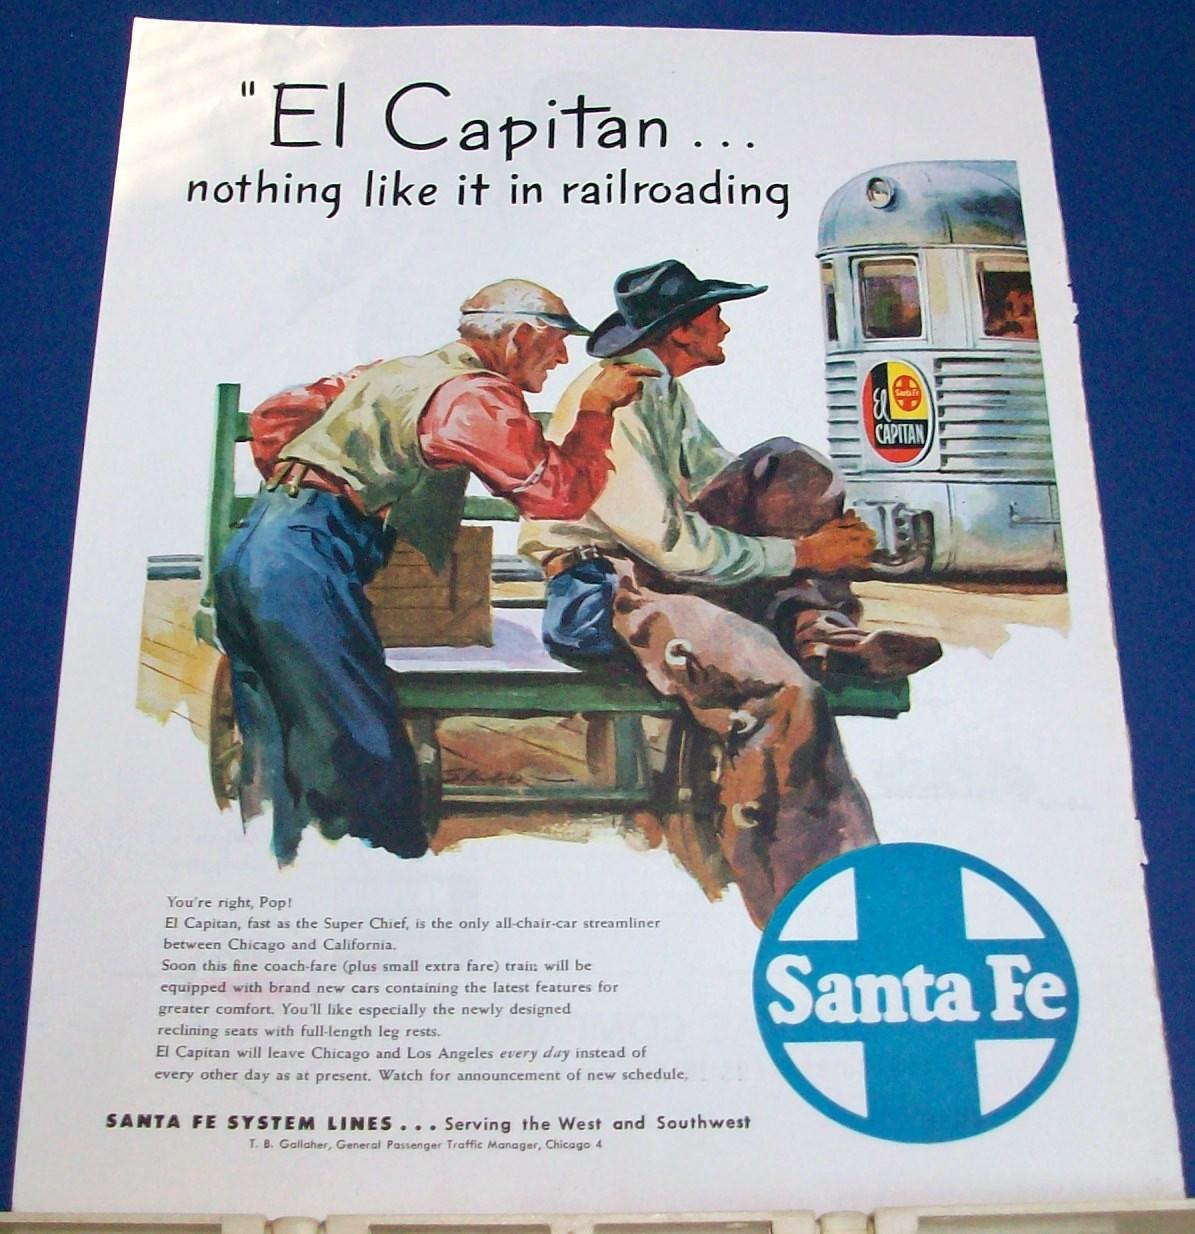 "El Capitan...
nothing like it in railroading
Santa Fe
El
CAPITAN
You're right, Pop!
El Capitan, fast as the Super Chief, is the only all-chair-car streamliner
between Chicago and California.
Soon this fine coach-fare (plus small extra fare) train will be
equipped with brand new cars containing the latest features for
greater comfort. You'll like especially the newly designed
reclining seats with full-length leg rests.
El Capitan will leave Chicago and Los Angeles every day instead of
every other day as at present. Watch for announcement of new schedule.
Santa Fe
SANTA FE SYSTEM LINES... Serving the West and Southwest
T. B. Gallaher, General Passenger Traffic Manager, Chicago 4